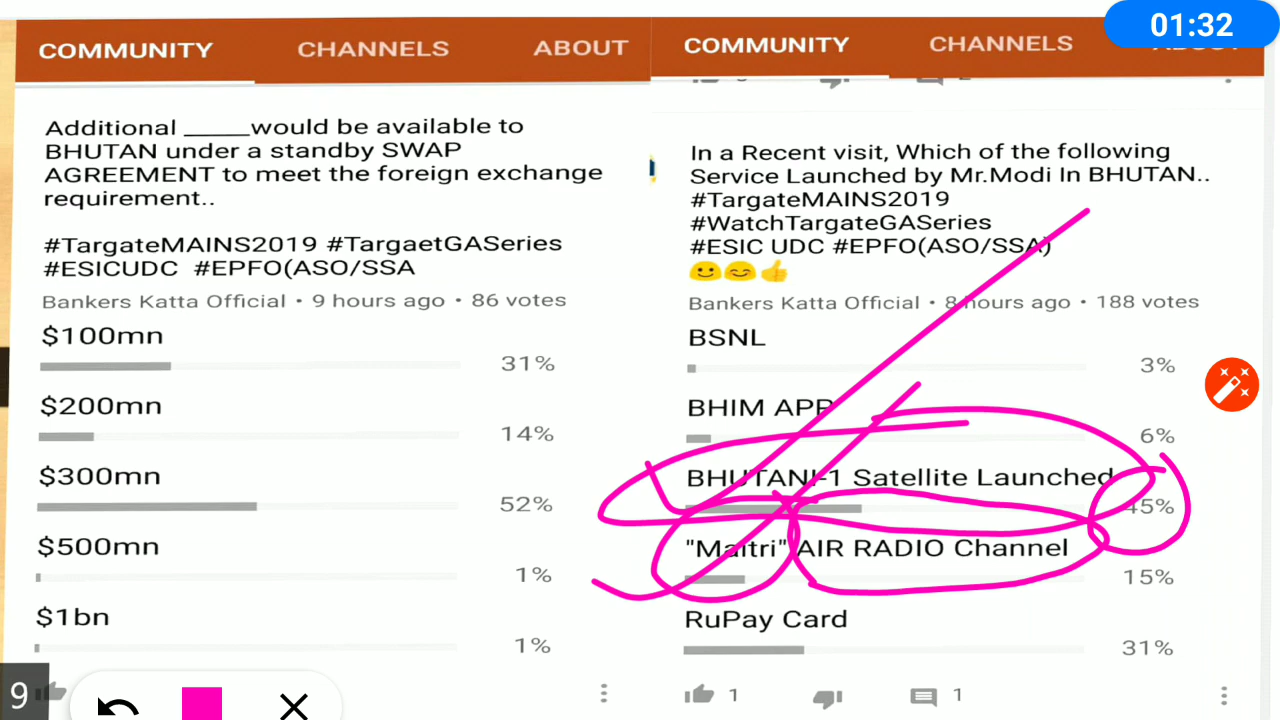 01:32
COMMUNITY CHANNELS ABOUT
Additional _____would be available to
BHUTAN under a standby SWAP
AGREEMENT to meet the foreign exchange
requirement..
#TargateMAINS2019 #TargaetGASeries
#ESICUDC #EPFO(ASO/SSA
Bankers Katta Official • 9 hours ago • 86 votes
$100mn
31%
$200mn
14%
$300mn
52%
$500mn
1%
$1bn
1%
9
COMMUNITY CHANNELS
In a Recent visit, Which of the following
Service Launched by Mr.Modi In BHUTAN..
#TargateMAINS2019
#WatchTargateGASeries
#ESIC UDC #EPFO(ASO/SSA)
🙂😊👍
Bankers Katta Official • 8 hours ago • 188 votes
BSNL
3%
BHIM APP
6%
BHUTANI-1 Satellite Launched
45%
"Maitri" AIR RADIO Channel
15%
RuPay Card
31%
1 1